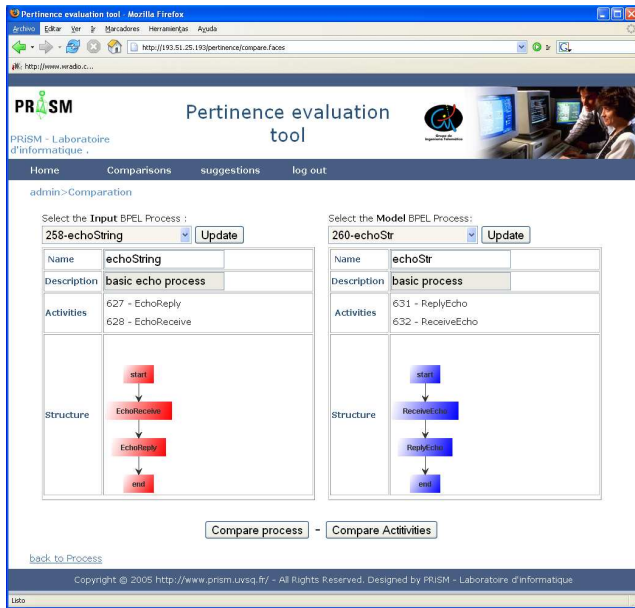 Pertinence evaluation tool - Mozilla Firefox
Archivo Editar Ver Ir Marcadores Herramientas Ayuda
http://193.51.25.193/pertinence/compare.faces
http://www.wradio.c...
PRiSM
Pertinence evaluation tool
PRiSM - Laboratoire d'informatique .
Home Comparisons suggestions log out
admin>Comparation
Select the Input BPEL Process :
258-echoString Update
Name echoString
Description basic echo process
Activities
627 - EchoReply
628 - EchoReceive
Structure
start
EchoReceive
EchoReply
end
Select the Model BPEL Process:
260-echoStr Update
Name echoStr
Description basic process
Activities
631 - ReplyEcho
632 - ReceiveEcho
Structure
start
ReceiveEcho
ReplyEcho
end
Compare process - Compare Actitivities
back to Process
Copyright @ 2005 http://www.prism.uvsq.fr/ - All Rights Reserved. Designed by PRiSM - Laboratoire d'informatique
Listo